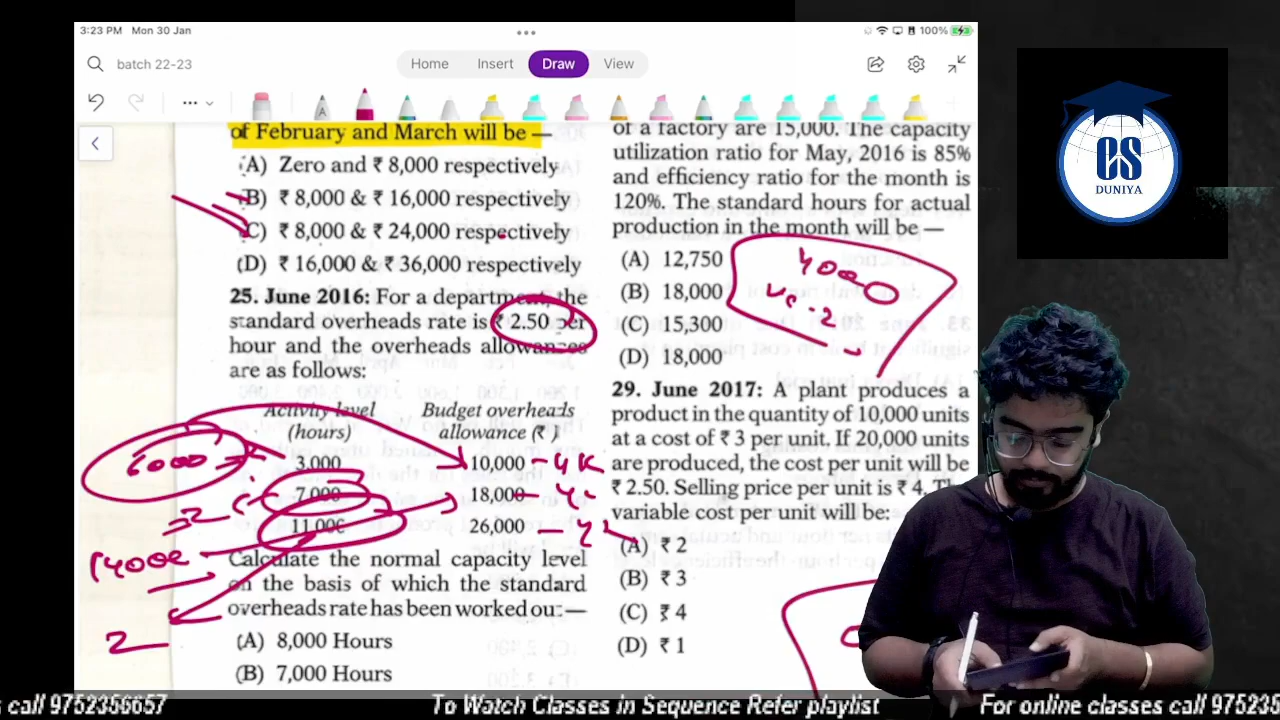 3:23 PM Mon 30 Jan
100%
batch 22-23
Home Insert Draw View
of February and March will be —
(A) Zero and ₹ 8,000 respectively
(B) ₹ 8,000 & ₹ 16,000 respectively
(C) ₹ 8,000 & ₹ 24,000 respectively
(D) ₹ 16,000 & ₹ 36,000 respectively
25. June 2016: For a department, the
standard overheads rate is ₹ 2.50 per
hour and the overheads allowances
are as follows:
Activity level Budget overheads
(hours) allowance (₹)
3,000 10,000 - 4K
7,000 18,000
11,000 26,000
6000
14000
2
Calculate the normal capacity level
on the basis of which the standard
overheads rate has been worked out —
(A) 8,000 Hours
(B) 7,000 Hours
of a factory are 15,000. The capacity
utilization ratio for May, 2016 is 85%
and efficiency ratio for the month is
120%. The standard hours for actual
production in the month will be —
(A) 12,750
(B) 18,000
(C) 15,300
(D) 18,000
29. June 2017: A plant produces a
product in the quantity of 10,000 units
at a cost of ₹ 3 per unit. If 20,000 units
are produced, the cost per unit will be
₹ 2.50. Selling price per unit is ₹ 4. The
variable cost per unit will be:
(A) ₹ 2
(B) ₹ 3
(C) ₹ 4
(D) ₹ 1
CS
DUNIYA
s call 9752356657 To Watch Classes in Sequence Refer playlist For online classes call 975235